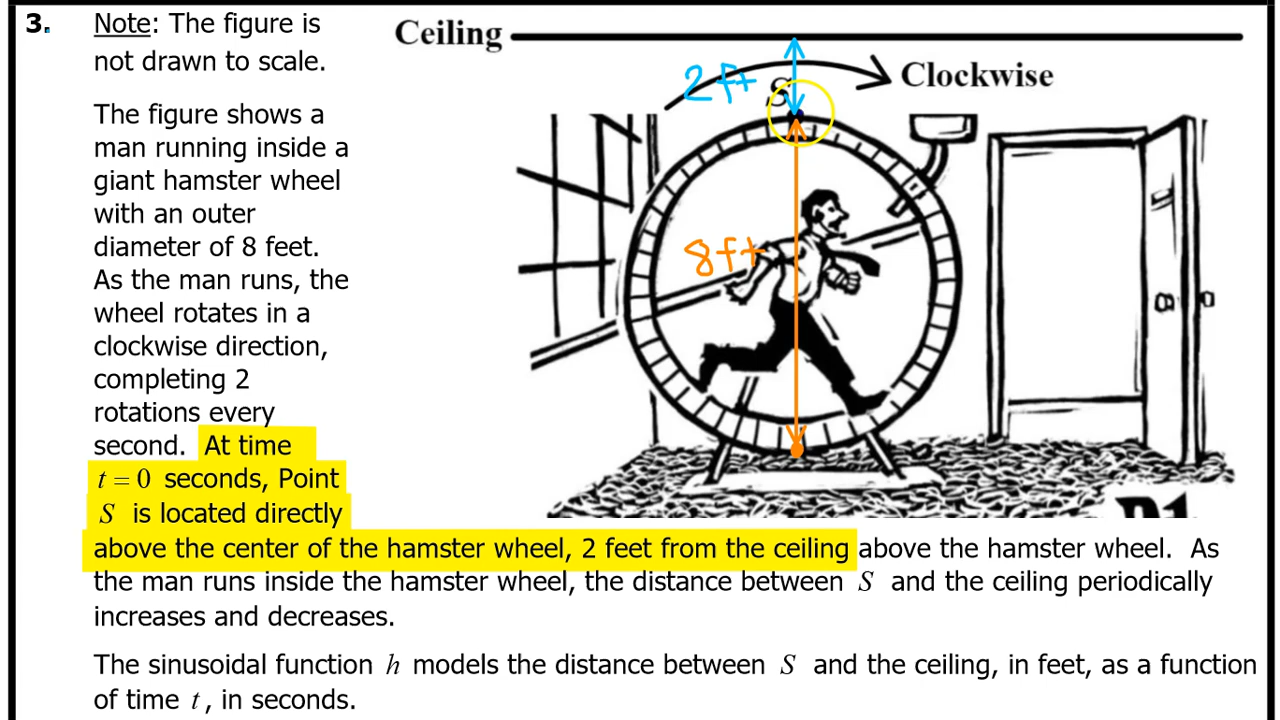 3. Note: The figure is
not drawn to scale.
Ceiling
Clockwise
2ft
S
8ft
The figure shows a
man running inside a
giant hamster wheel
with an outer
diameter of 8 feet.
As the man runs, the
wheel rotates in a
clockwise direction,
completing 2
rotations every
second. At time
t = 0 seconds, Point
S is located directly
above the center of the hamster wheel, 2 feet from the ceiling above the hamster wheel. As
the man runs inside the hamster wheel, the distance between S and the ceiling periodically
increases and decreases.
The sinusoidal function h models the distance between S and the ceiling, in feet, as a function
of time t, in seconds.